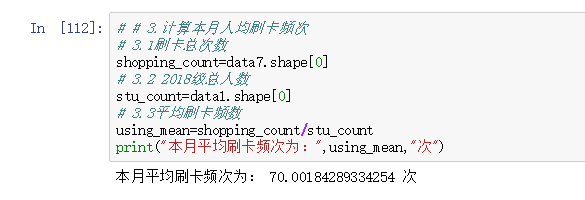 In [112]:
# # 3.计算本月人均刷卡频次
# 3.1刷卡总次数
shopping_count=data7.shape[0]
# 3.2 2018级总人数
stu_count=data1.shape[0]
# 3.3平均刷卡频数
using_mean=shopping_count/stu_count
print("本月平均刷卡频次为：",using_mean,"次")
本月平均刷卡频次为： 70.00184289334254 次